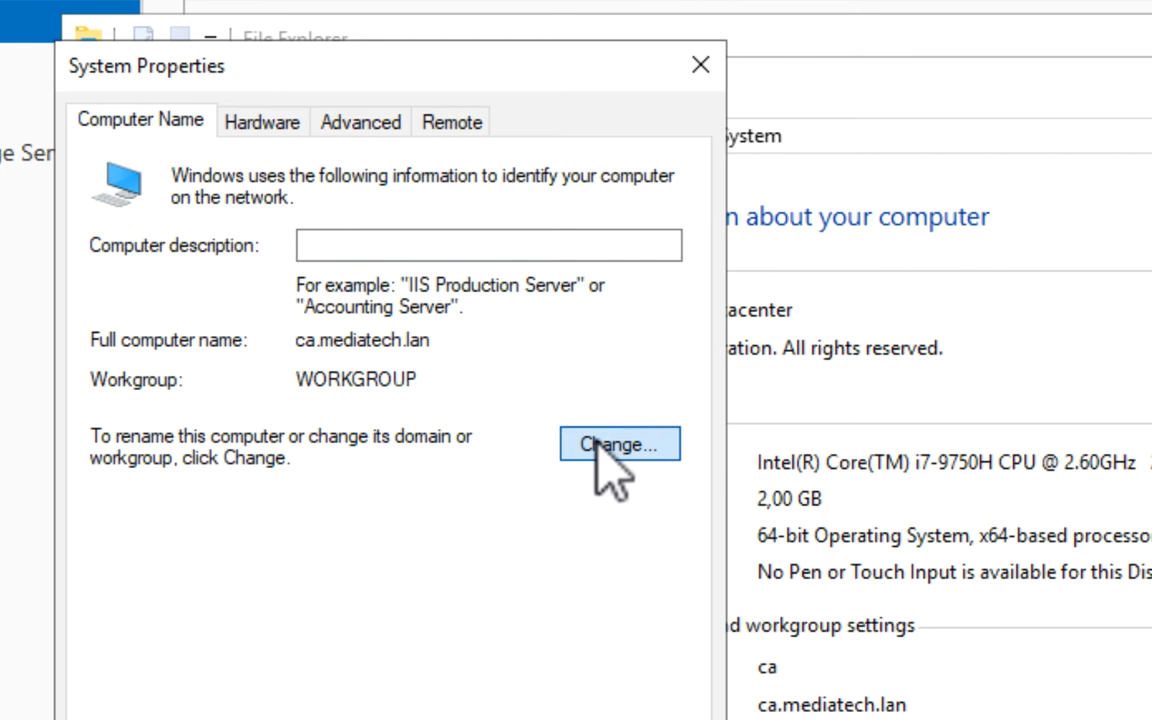 File Explorer
System Properties
Computer Name
Hardware
Advanced
Remote
System
Windows uses the following information to identify your computer
on the network.
n about your computer
Computer description:
For example: "IIS Production Server" or
"Accounting Server".
Full computer name:
ca.mediatech.lan
Workgroup:
WORKGROUP
To rename this computer or change its domain or
workgroup, click Change.
Change...
acenter
ation. All rights reserved.
Intel(R) Core(TM) i7-9750H CPU @ 2.60GHz
2,00 GB
64-bit Operating System, x64-based processo
No Pen or Touch Input is available for this Dis
d workgroup settings
ca
ca.mediatech.lan